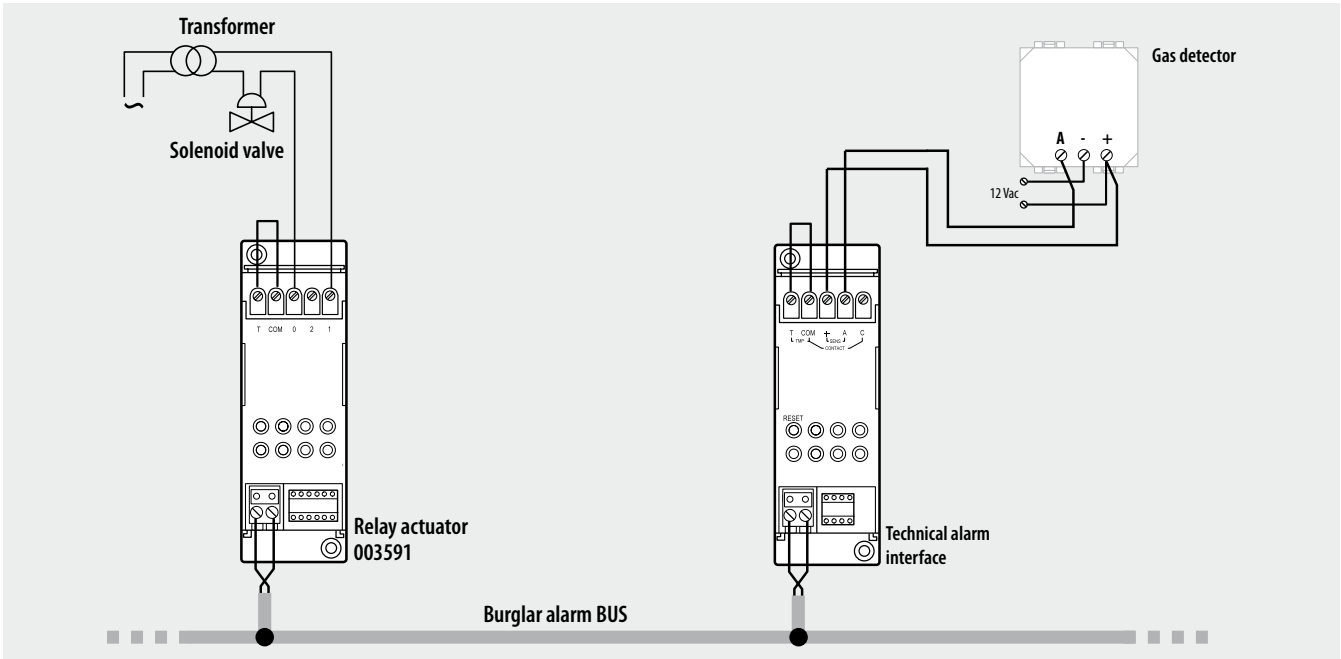 Transformer
Solenoid valve
T COM 0 2 1
Relay actuator
003591
Gas detector
A - +
12 Vac
T COM + A C
TMP SENS
CONTACT
RESET
Technical alarm
interface
Burglar alarm BUS